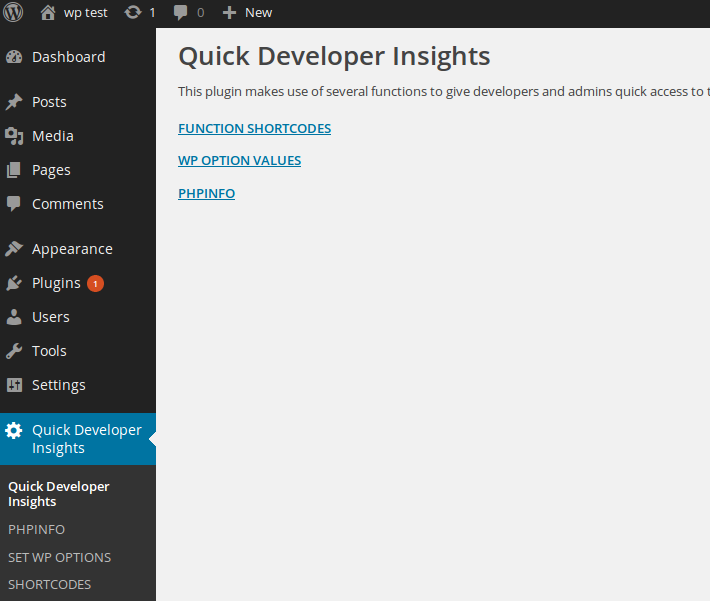 wp test 1 0 New
Dashboard
Posts
Media
Pages
Comments
Appearance
Plugins 1
Users
Tools
Settings
Quick Developer
Insights
Quick Developer
Insights
PHPINFO
SET WP OPTIONS
SHORTCODES
Quick Developer Insights
This plugin makes use of several functions to give developers and admins quick access to
FUNCTION SHORTCODES
WP OPTION VALUES
PHPINFO